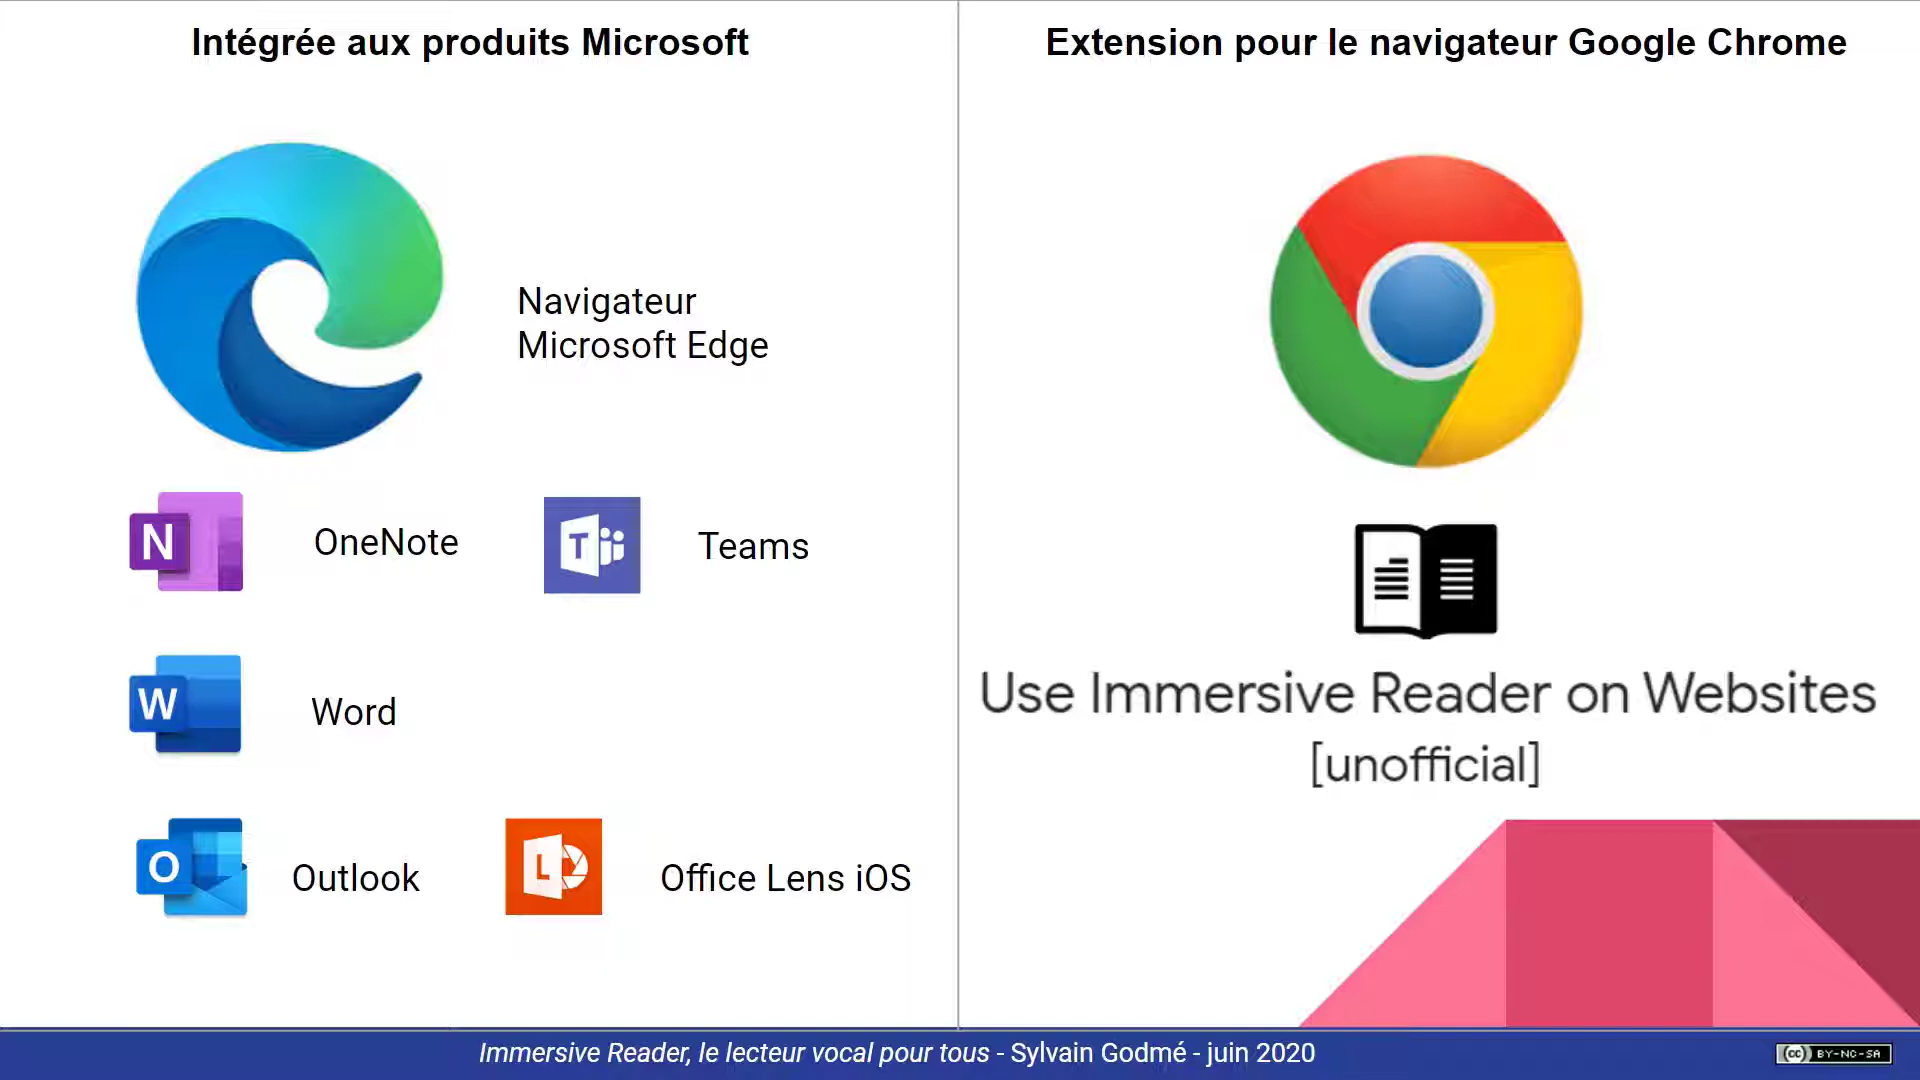 Intégrée aux produits Microsoft
Navigateur
Microsoft Edge
N
OneNote
T
Teams
W
Word
O
Outlook
L
Office Lens iOS
Extension pour le navigateur Google Chrome
Use Immersive Reader on Websites
[unofficial]
Immersive Reader, le lecteur vocal pour tous - Sylvain Godmé - juin 2020
cc BY-NC-SA